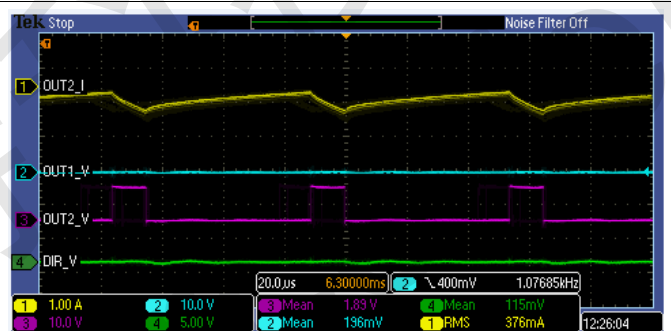 Tek Stop Noise Filter Off
1 OUT2_I
2 OUT1_V
3 OUT2_V
4 DIR_V
20.0µs 6.30000ms 2 400mV 1.07685kHz
1 1.00 A 2 10.0 V 3 Mean 1.89 V 4 Mean 115mV
3 10.0 V 4 5.00 V 2 Mean 196mV 1 RMS 376mA 12:26:04